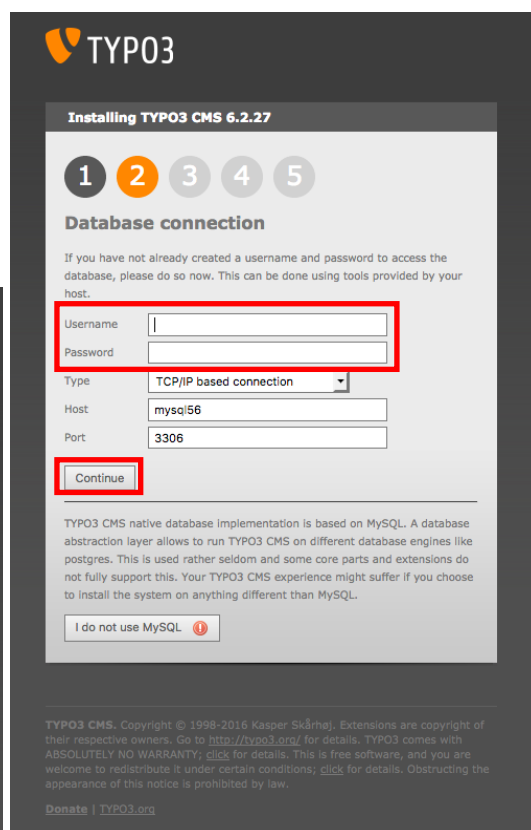 TYPO3
Installing TYPO3 CMS 6.2.27
1 2 3 4 5
Database connection
If you have not already created a username and password to access the
database, please do so now. This can be done using tools provided by your
host.
Username
Password
Type TCP/IP based connection
Host mysql56
Port 3306
Continue
TYPO3 CMS native database implementation is based on MySQL. A database
abstraction layer allows to run TYPO3 CMS on different database engines like
postgres. This is used rather seldom and some core parts and extensions do
not fully support this. Your TYPO3 CMS experience might suffer if you choose
to install the system on anything different than MySQL.
I do not use MySQL
TYPO3 CMS. Copyright © 1998-2016 Kasper Skårhøj. Extensions are copyright of
their respective owners. Go to http://typo3.org/ for details. TYPO3 comes with
ABSOLUTELY NO WARRANTY; click for details. This is free software, and you are
welcome to redistribute it under certain conditions; click for details. Obstructing the
appearance of this notice is prohibited by law.
Donate | TYPO3.org